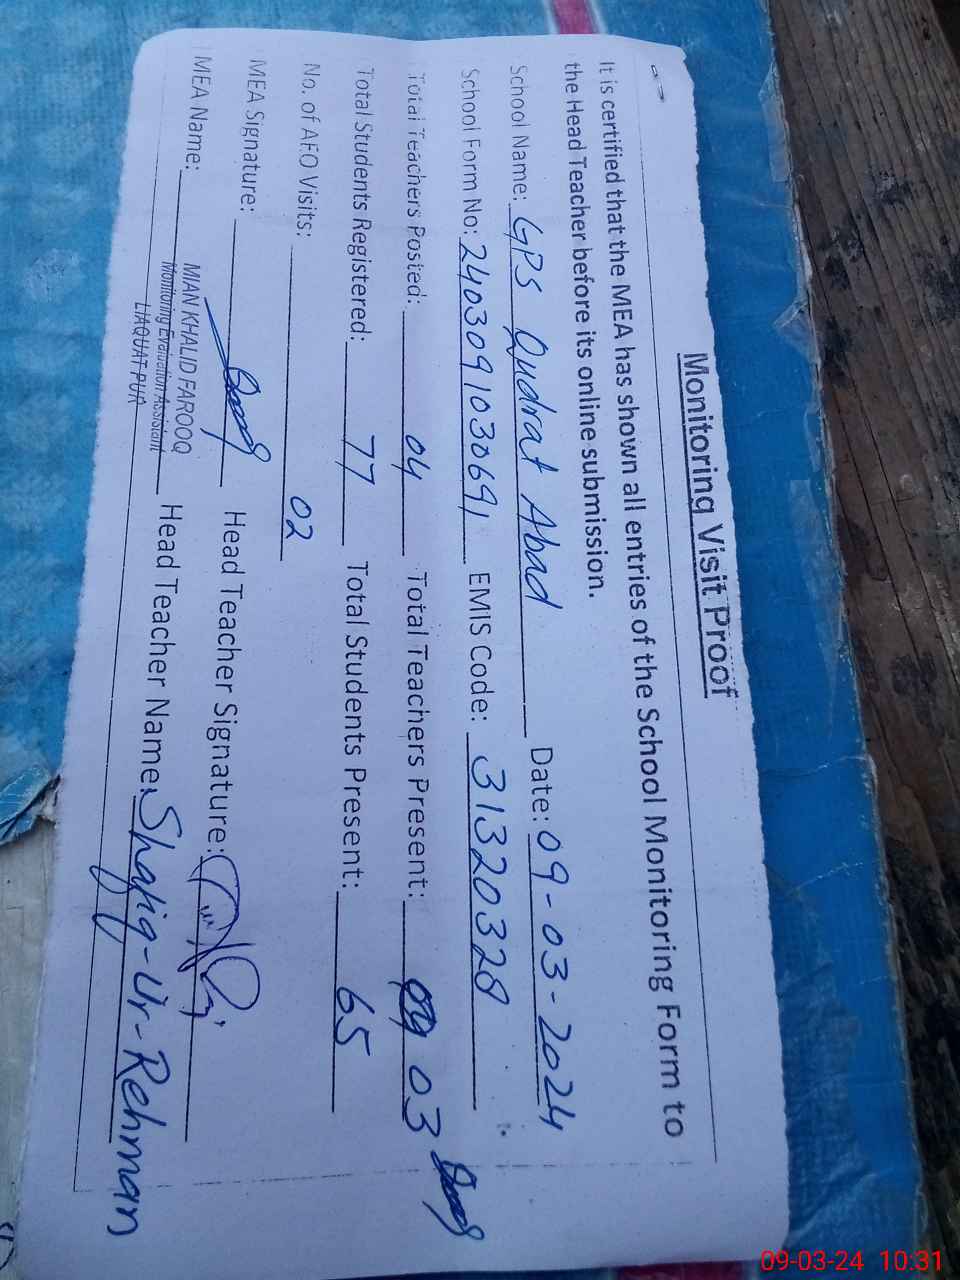 Monitoring Visit Proof
It is certified that the MEA has shown all entries of the School Monitoring Form to
the Head Teacher before its online submission.
School Name: GPS Qudrat Abad Date: 09-03-2024
School Form No: 2403091030691 EMIS Code: 31320328
Total Teachers Posted: 04 Total Teachers Present: 03
Total Students Registered: 77 Total Students Present: 65
No. of AFO Visits: 02
MEA Signature: Head Teacher Signature:
MEA Name: MIAN KHALID FAROOQ Head Teacher Name: Shafiq-Ur-Rehman
Monitoring Evaluation Assistant
LIAQUAT PUR
09-03-24 10:31